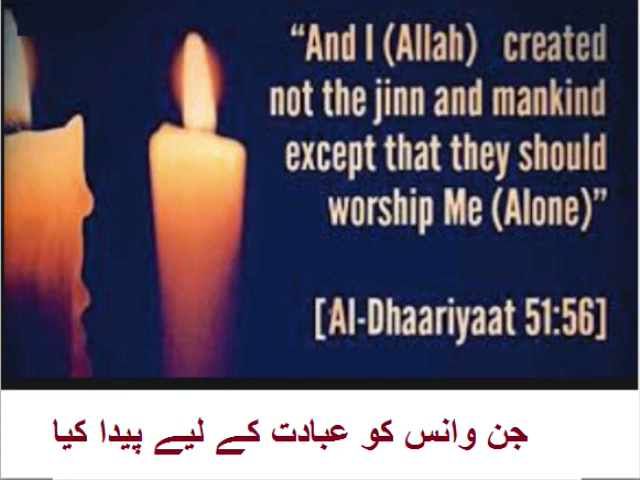 “And I (Allah) created
not the jinn and mankind
except that they should
worship Me (Alone)”
[Al-Dhaariyaat 51:56]
جن وانس کو عبادت کے لیے پیدا کیا